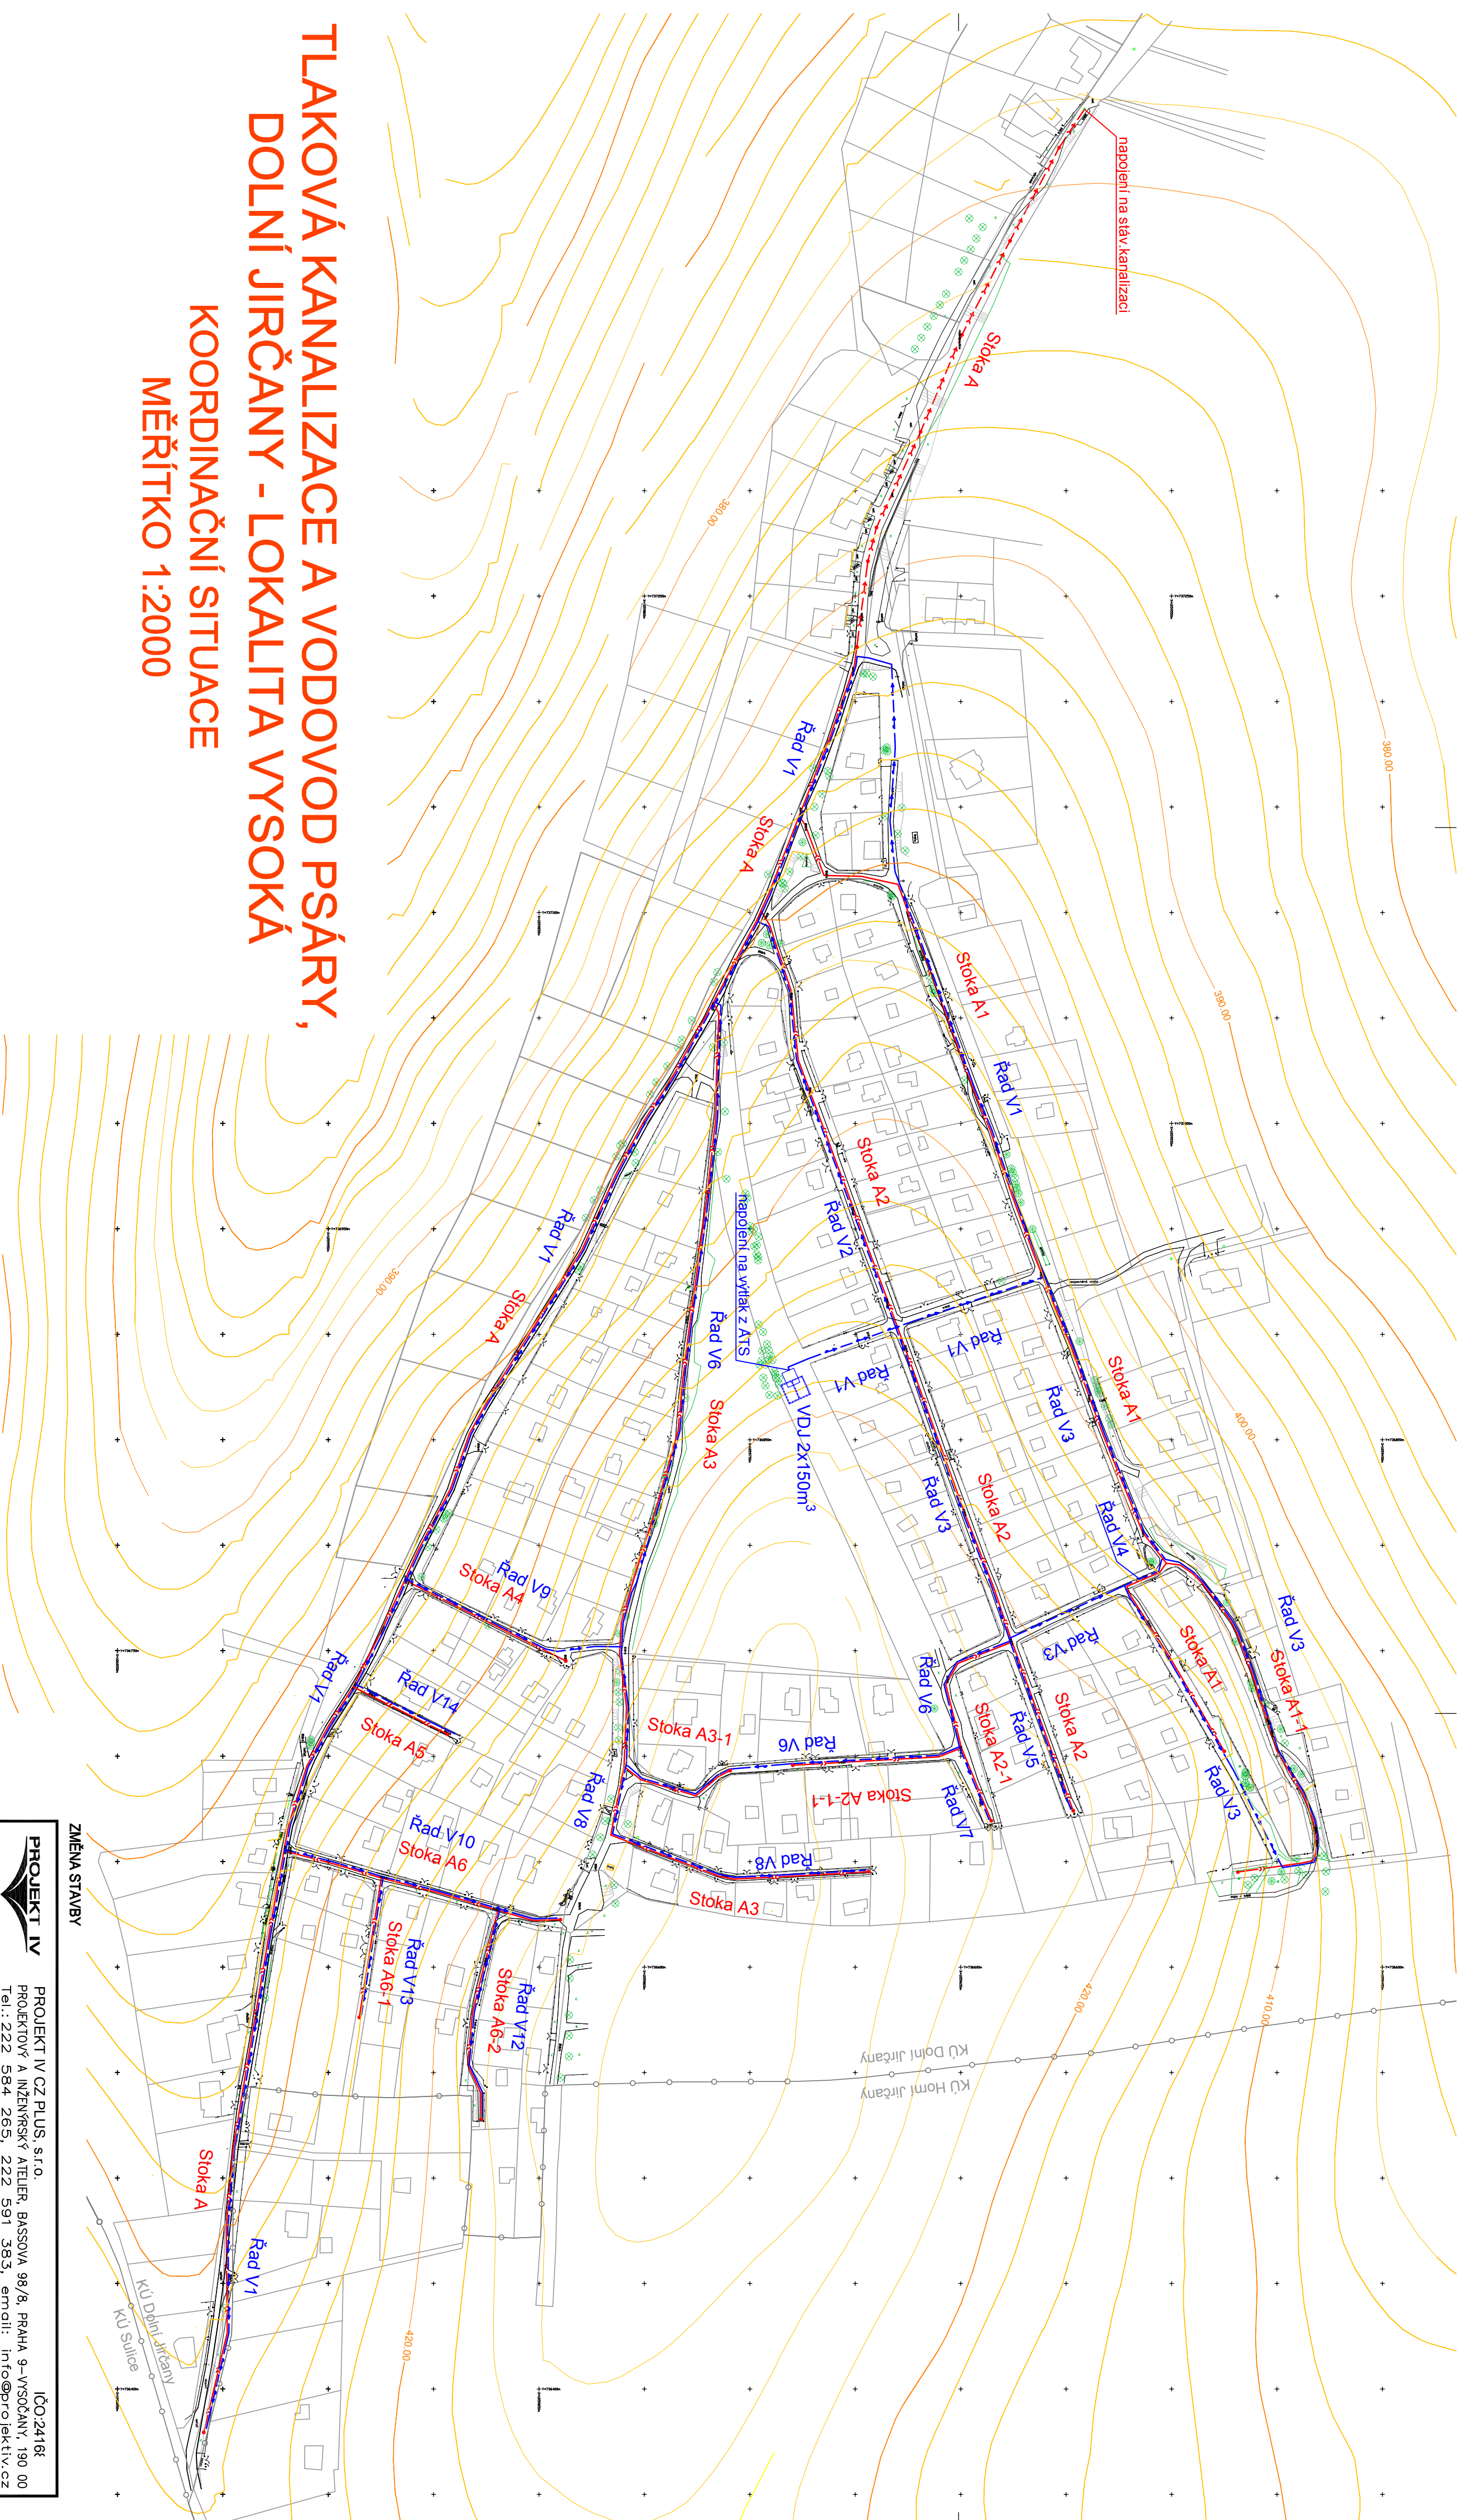 TLAKOVÁ KANALIZACE A VODOVOD PSÁRY,
DOLNÍ JIRČANY - LOKALITA VYSOKÁ
KOORDINAČNÍ SITUACE
MĚŘÍTKO 1:2000
napojení na stáv.kanalizaci
Stoka A
380.00
380.00
Řad V1
Stoka A
Stoka A1
390.00
Řad V1
Stoka A2
Řad V2
napojení na výtlak z ATS
Řad V1
Stoka A
390.00
Řad V6
Stoka A3
Řad V1
Řad V1
VDJ 2x150m³
Řad V3
Stoka A1
400.00
Řad V3
Stoka A2
Řad V4
Řad V9
Stoka A4
Řad V3
Řad V3
Stoka A1
Stoka A1-1
Řad V1
Řad V14
Stoka A5
Stoka A3-1
Řad V6
Řad V6
Stoka A2-1
Řad V5
Stoka A2
Řad V3
Řad V8
Stoka A2-1-1
Řad V7
Řad V10
Stoka A6
Řad V8
Stoka A3
Řad V13
Stoka A6-1
Řad V12
Stoka A6-2
420.00
410.00
KÚ Dolní Jirčany
KÚ Horní Jirčany
Stoka A
Řad V1
KÚ Dolní Jirčany
KÚ Sulice
420.00
ZMĚNA STAVBY
PROJEKT IV
PROJEKT IV CZ PLUS, s.r.o.
IČO:2416
PROJEKTOVÝ A INŽENÝRSKÝ ATELIER, BASSOVA 98/8, PRAHA 9-VYSOČANY, 190 00
Tel.: 222 584 265, 222 591 383, email: info@projektiv.cz